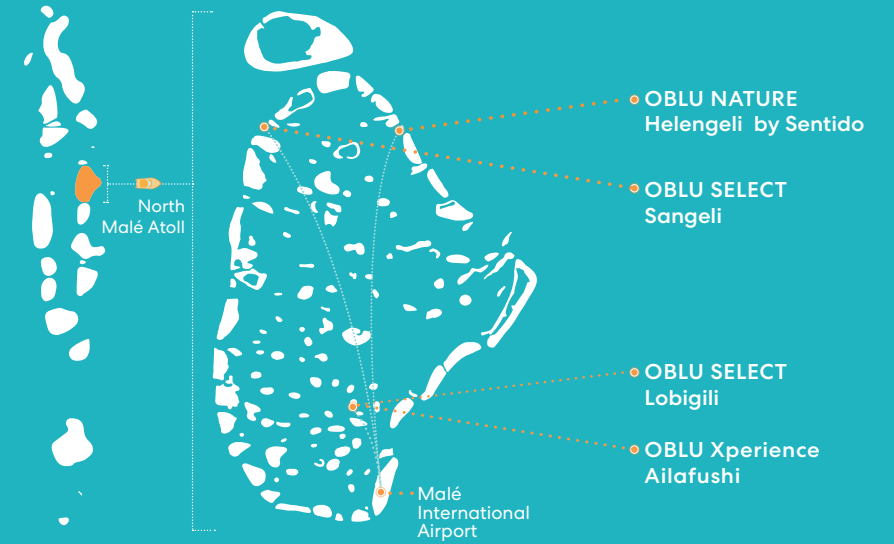 OBLU NATURE
Helengeli by Sentido
OBLU SELECT
Sangeli
North
Malé Atoll
OBLU SELECT
Lobigili
OBLU Xperience
Ailafushi
Malé
International
Airport